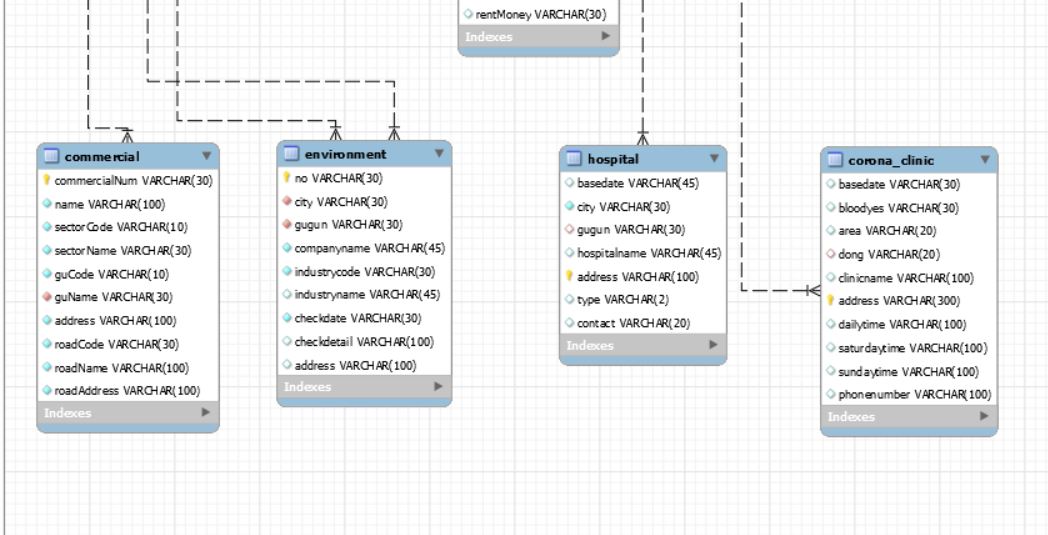 rentMoney VARCHAR(30)
Indexes
commercial
commercialNum VARCHAR(30)
name VARCHAR(100)
sectorCode VARCHAR(10)
sectorName VARCHAR(30)
guCode VARCHAR(10)
guName VARCHAR(30)
address VARCHAR(100)
roadCode VARCHAR(30)
roadName VARCHAR(100)
roadAddress VARCHAR(100)
Indexes
environment
no VARCHAR(30)
city VARCHAR(30)
gugun VARCHAR(30)
companyname VARCHAR(45)
industrycode VARCHAR(30)
industryname VARCHAR(45)
checkdate VARCHAR(30)
checkdetail VARCHAR(100)
address VARCHAR(100)
Indexes
hospital
basedate VARCHAR(45)
city VARCHAR(30)
gugun VARCHAR(30)
hospitalname VARCHAR(45)
address VARCHAR(100)
type VARCHAR(2)
contact VARCHAR(20)
Indexes
corona_clinic
basedate VARCHAR(30)
bloodyes VARCHAR(30)
area VARCHAR(20)
dong VARCHAR(20)
clinicname VARCHAR(100)
address VARCHAR(300)
dailytime VARCHAR(100)
saturdaytime VARCHAR(100)
sundaytime VARCHAR(100)
phonenumber VARCHAR(100)
Indexes